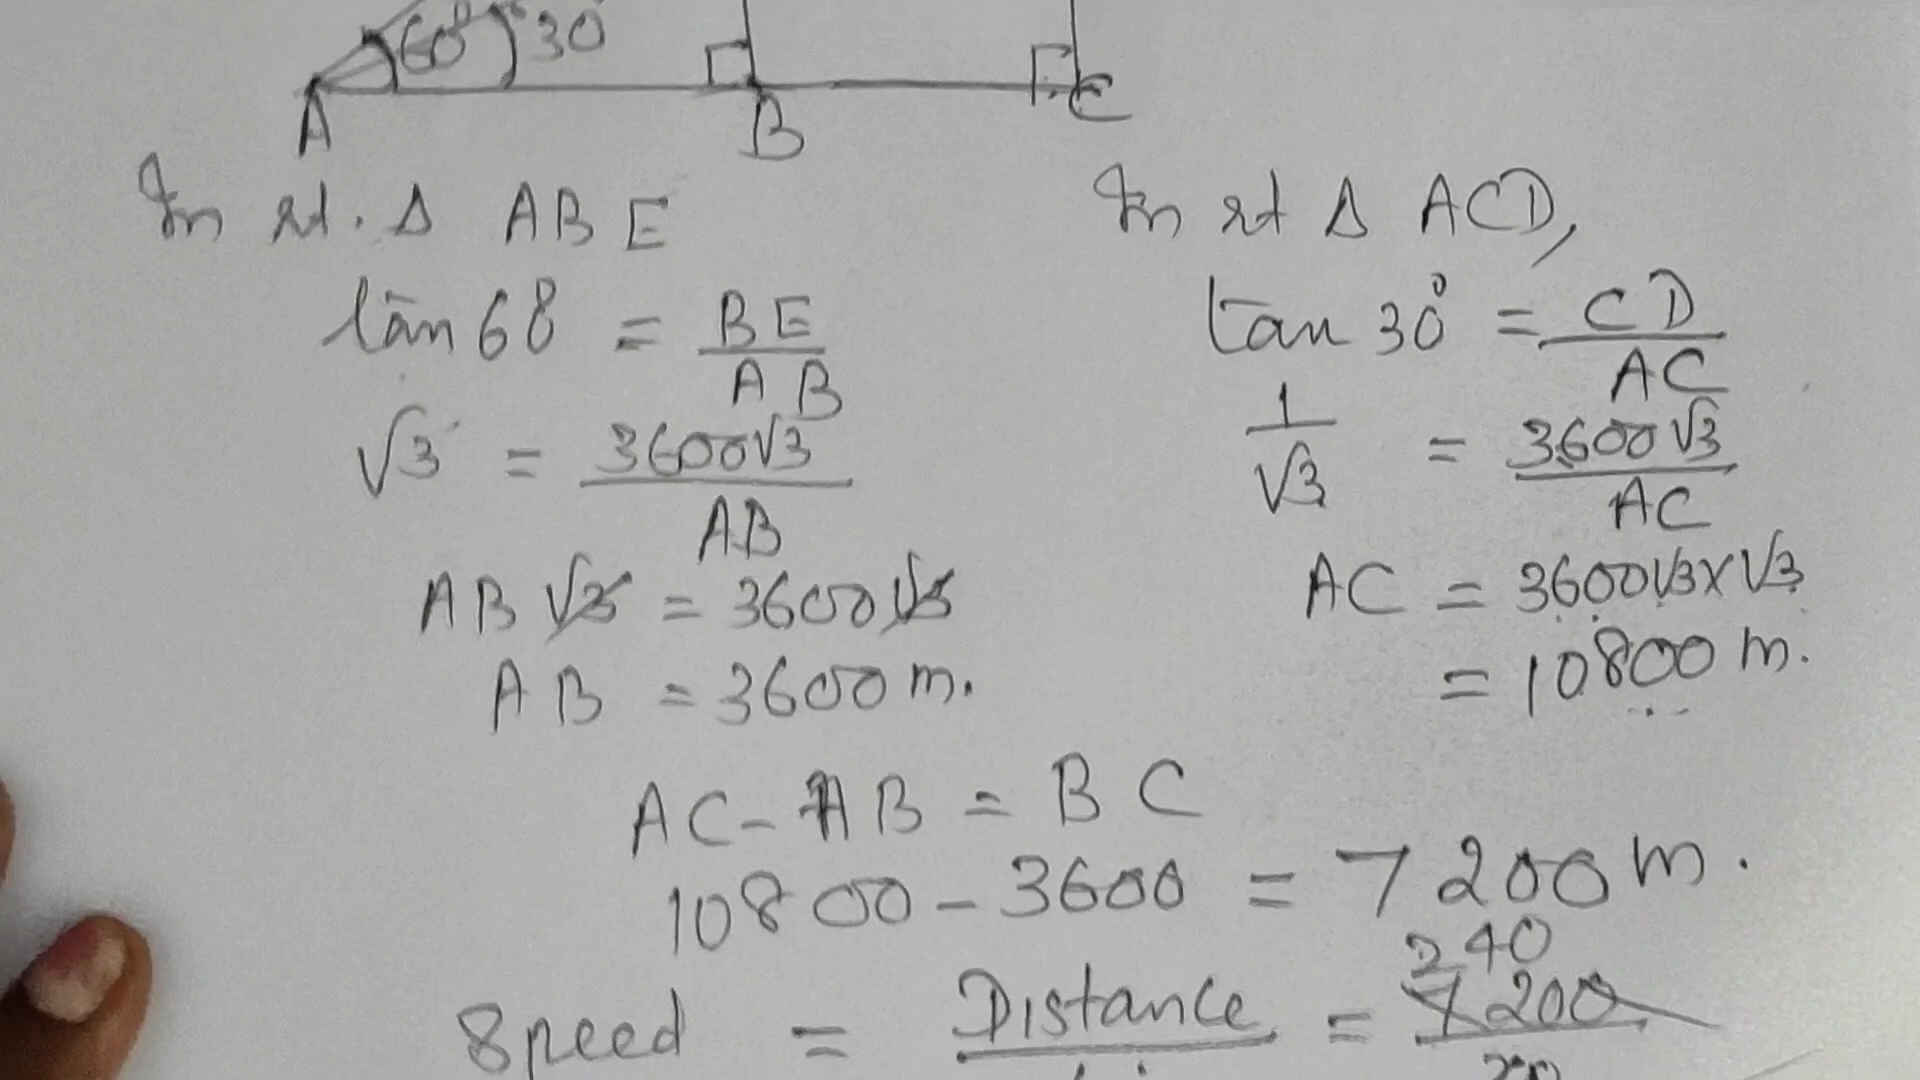 60° 30
A B C
In rt. Δ ABE
tan 60 = BE/AB
√3 = 3600√3/AB
AB√3 = 3600√3
AB = 3600 m.
In rt Δ ACD,
tan 30° = CD/AC
1/√3 = 3600√3/AC
AC = 3600√3×√3
= 10800 m.
AC - AB = BC
10800 - 3600 = 7200 m.
240
Speed = Distance = 7200